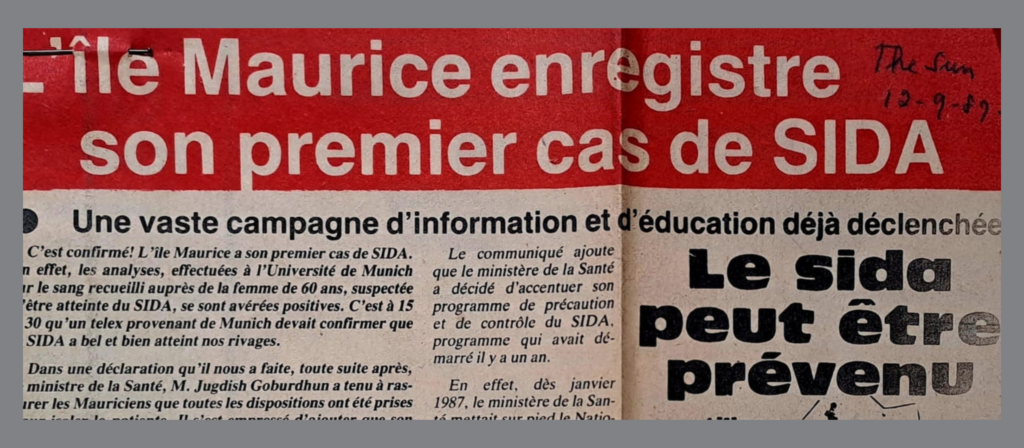 L'île Maurice enregistre
son premier cas de SIDA
The Sun
12-9-87.
Une vaste campagne d'information et d'éducation déjà déclenchée
C'est confirmé! L'île Maurice a son premier cas de SIDA.
n effet, les analyses, effectuées à l'Université de Munich
ur le sang recueilli auprès de la femme de 60 ans, suspectée
'être atteinte du SIDA, se sont avérées positives. C'est à 15
30 qu'un telex provenant de Munich devait confirmer que
SIDA a bel et bien atteint nos rivages.
Dans une déclaration qu'il nous a faite, toute suite après,
ministre de la Santé, M. Jugdish Goburdhun a tenu à ras-
urer les Mauriciens que toutes les dispositions ont été prises
Le communiqué ajoute
que le ministère de la Santé
a décidé d'accentuer son
programme de précaution
et de contrôle du SIDA,
programme qui avait dé-
marré il y a un an.
En effet, dès janvier
1987, le ministère de la San-
té mettait sur pied le Natio-
Le sida
peut être
prévenu